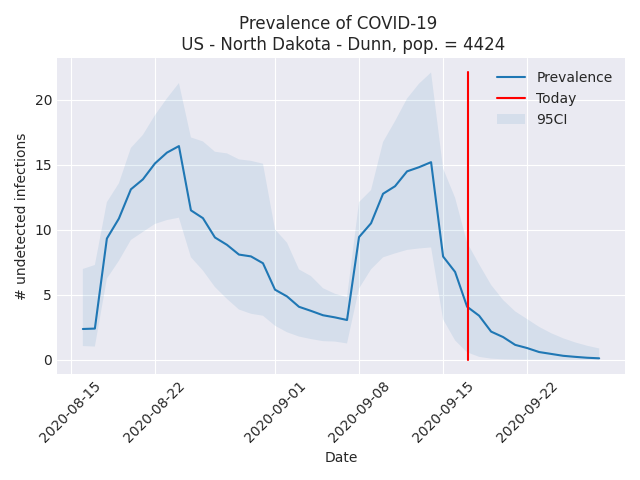 Prevalence of COVID-19
US - North Dakota - Dunn, pop. = 4424
Prevalence
Today
95CI
# undetected infections
20
15
10
5
0
2020-08-15
2020-08-22
2020-09-01
2020-09-08
2020-09-15
2020-09-22
Date